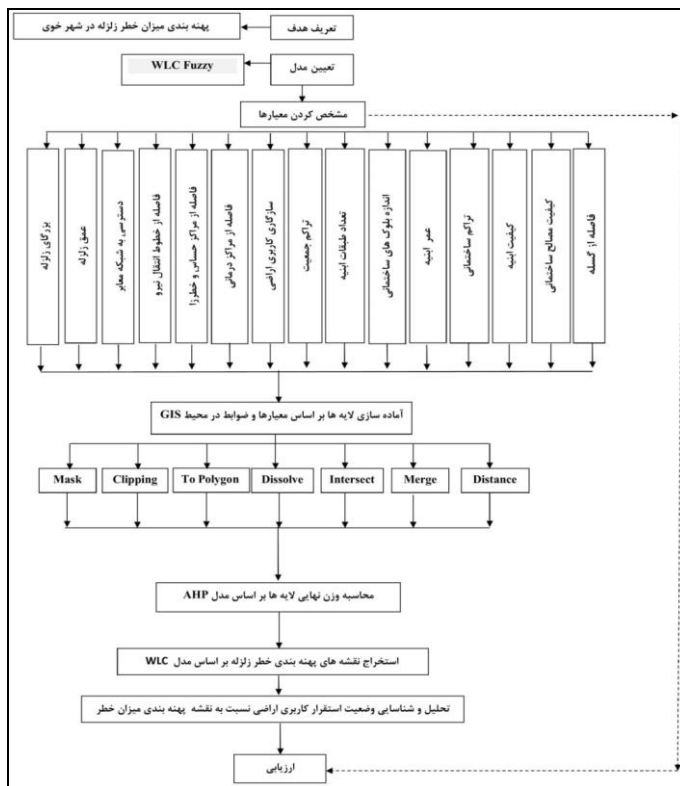 تعریف هدف
پهنه بندی میزان خطر زلزله در شهر خوی
تعیین مدل
WLC Fuzzy
مشخص کردن معیارها
فاصله از گسله
کیفیت مصالح ساختمانی
کیفیت ابنیه
تراکم ساختمانی
عمر ابنیه
اندازه بلوک های ساختمانی
تعداد طبقات ابنیه
تراکم جمعیت
سازگاری کاربری اراضی
فاصله از مراکز درمانی
فاصله از مراکز حساس و خطرزا
فاصله از خطوط انتقال نیرو
دسترسی به شبکه معابر
عمق زلزله
بزرگای زلزله
آماده سازی لایه ها بر اساس معیارها و ضوابط در محیط GIS
Mask
Clipping
To Polygon
Dissolve
Intersect
Merge
Distance
محاسبه وزن نهایی لایه ها بر اساس مدل AHP
استخراج نقشه های پهنه بندی خطر زلزله بر اساس مدل WLC
تحلیل و شناسایی وضعیت استقرار کاربری اراضی نسبت به نقشه پهنه بندی میزان خطر
ارزیابی